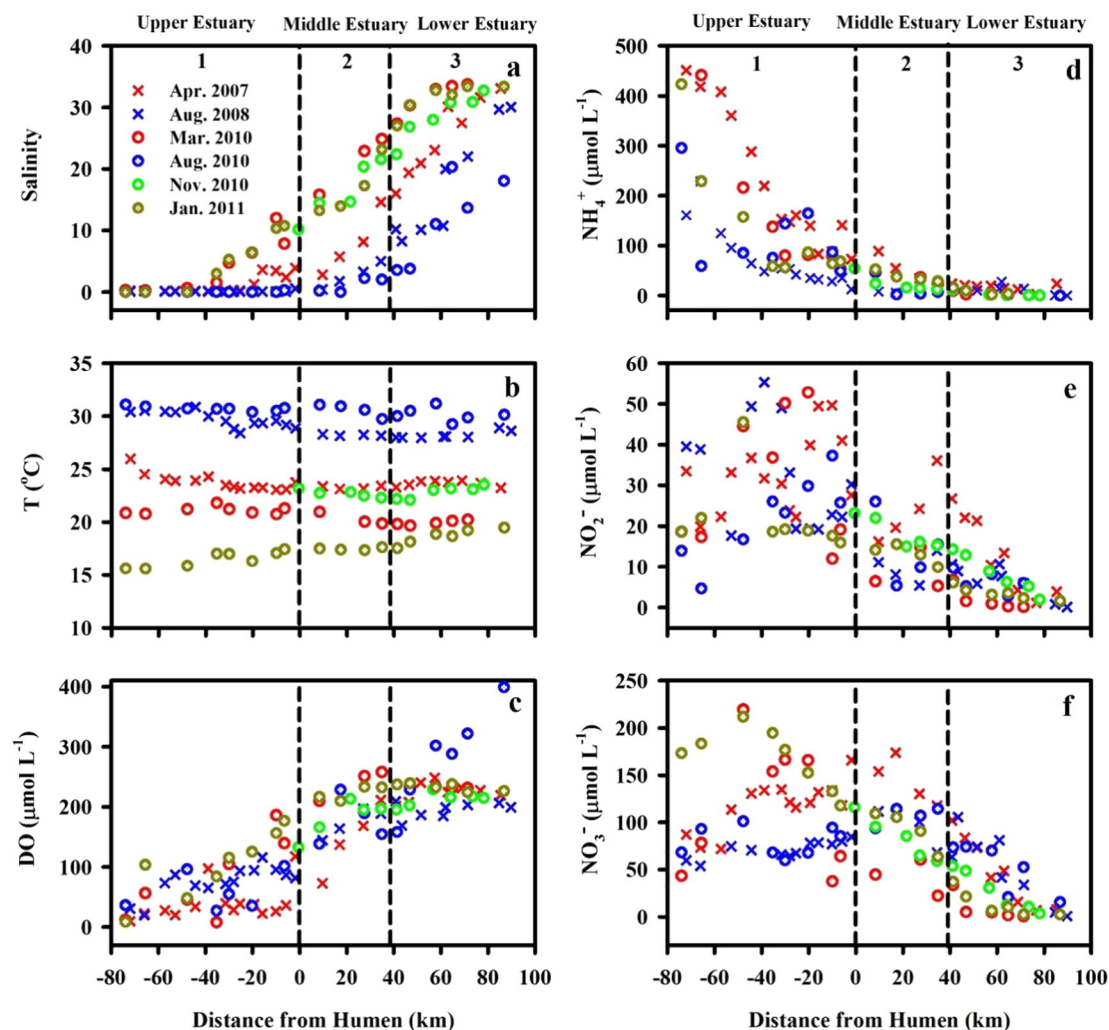 Upper Estuary Middle Estuary Lower Estuary
1 2 3 a
40
30
20
10
0
Salinity
Apr. 2007
Aug. 2008
Mar. 2010
Aug. 2010
Nov. 2010
Jan. 2011
b
35
30
25
20
15
10
T (°C)
c
400
300
200
100
0
DO (μmol L⁻¹)
-80 -60 -40 -20 0 20 40 60 80 100
Distance from Humen (km)
Upper Estuary Middle Estuary Lower Estuary
1 2 3 d
500
400
300
200
100
0
NH₄⁺ (μmol L⁻¹)
e
60
50
40
30
20
10
0
NO₂⁻ (μmol L⁻¹)
f
250
200
150
100
50
0
NO₃⁻ (μmol L⁻¹)
-80 -60 -40 -20 0 20 40 60 80 100
Distance from Humen (km)